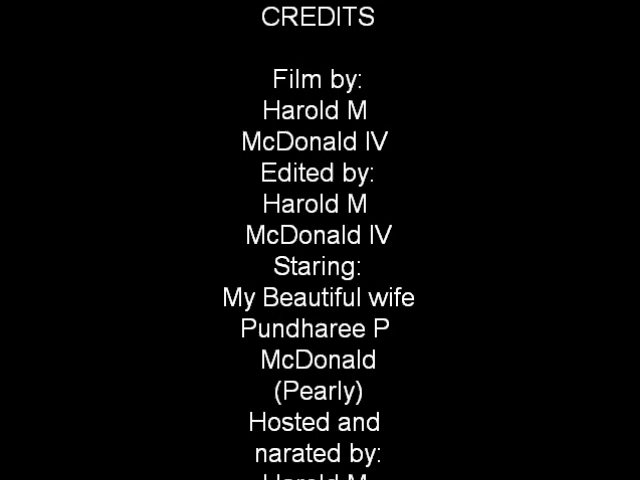 CREDITS
Film by:
Harold M
McDonald IV
Edited by:
Harold M
McDonald IV
Staring:
My Beautiful wife
Pundharee P
McDonald
(Pearly)
Hosted and
narated by:
Harold M